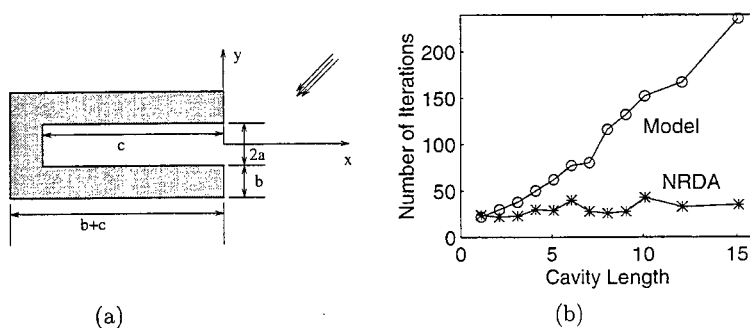 y
c
2a
x
b
b+c
(a)
Number of Iterations
200
150
100
50
0
Model
NRDA
0
5
10
15
Cavity Length
(b)